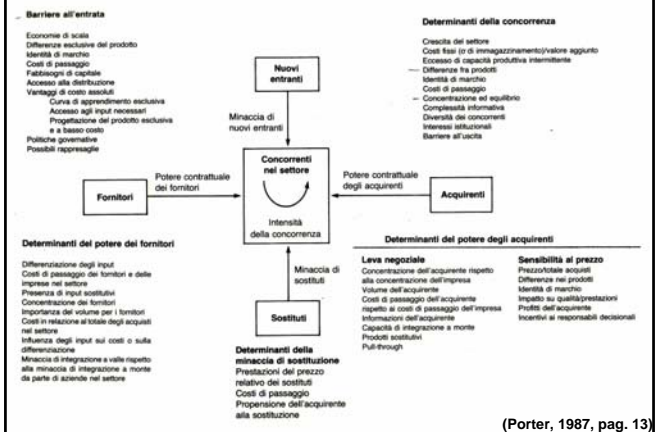 Barriere all'entrata
Economie di scala
Differenze esclusive del prodotto
Identità di marchio
Costi di passaggio
Fabbisogni di capitale
Accesso alla distribuzione
Vantaggi di costo assoluti
Curva di apprendimento esclusiva
Accesso agli input necessari
Progettazione del prodotto esclusiva
e a basso costo
Politiche governative
Possibili rappresaglie
Determinanti della concorrenza
Crescita del settore
Costi fissi (o di immagazzinamento)/valore aggiunto
Eccesso di capacità produttiva intermittente
Differenze fra prodotti
Identità di marchio
Costi di passaggio
Concentrazione ed equilibrio
Complessità informativa
Diversità dei concorrenti
Interessi istituzionali
Barriere all'uscita
Nuovi
entranti
Minaccia di
nuovi entranti
Concorrenti
nel settore
Intensità
della concorrenza
Fornitori
Potere contrattuale
dei fornitori
Potere contrattuale
degli acquirenti
Acquirenti
Minaccia di
sostituti
Sostituti
Determinanti del potere dei fornitori
Differenziazione degli input
Costi di passaggio dei fornitori e delle
imprese nel settore
Presenza di input sostitutivi
Concentrazione dei fornitori
Importanza del volume per i fornitori
Costi in relazione al totale degli acquisti
nel settore
Influenza degli input sui costi o sulla
differenziazione
Minaccia di integrazione a valle rispetto
alla minaccia di integrazione a monte
da parte di aziende nel settore
Determinanti della
minaccia di sostituzione
Prestazioni del prezzo
relativo dei sostituti
Costi di passaggio
Propensione dell'acquirente
alla sostituzione
Determinanti del potere degli acquirenti
Leva negoziale
Concentrazione dell'acquirente rispetto
alla concentrazione dell'impresa
Volume dell'acquirente
Costi di passaggio dell'acquirente
rispetto ai costi di passaggio dell'impresa
Informazioni dell'acquirente
Capacità di integrazione a monte
Prodotti sostitutivi
Pull-through
Sensibilità al prezzo
Prezzo/totale acquisti
Differenze nei prodotti
Identità di marchio
Impatto su qualità/prestazioni
Profitti dell'acquirente
Incentivi ai responsabili decisionali
(Porter, 1987, pag. 13)